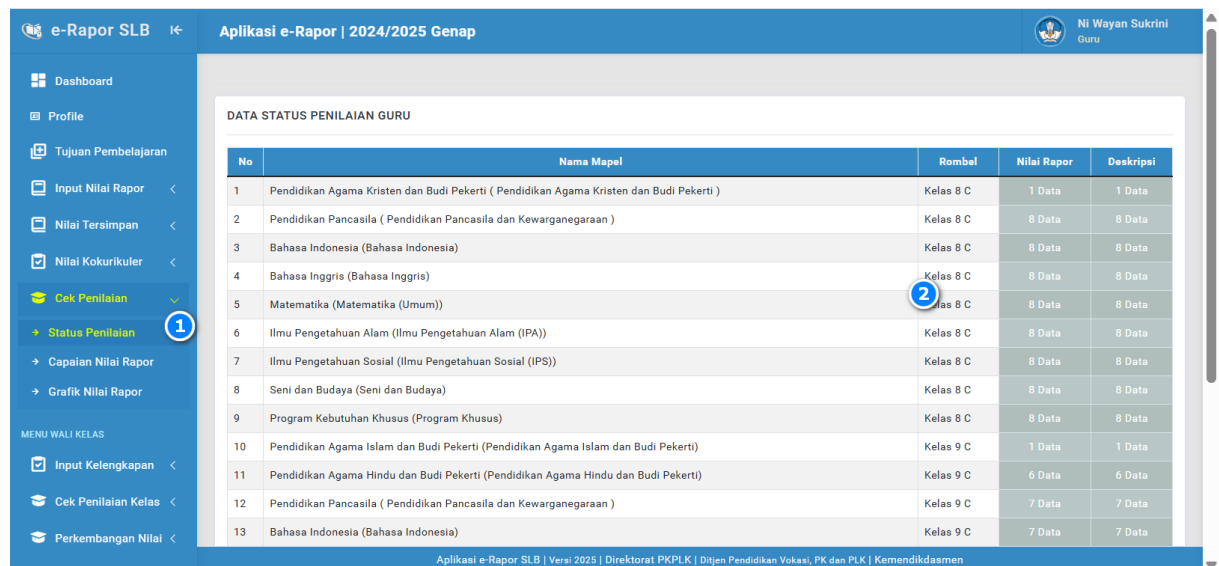 e-Rapor SLB
Aplikasi e-Rapor | 2024/2025 Genap
Ni Wayan Sukrini
Guru
Dashboard
Profile
Tujuan Pembelajaran
Input Nilai Rapor
Nilai Tersimpan
Nilai Kokurikuler
Cek Penilaian
Status Penilaian
1
Capaian Nilai Rapor
Grafik Nilai Rapor
MENU WALI KELAS
Input Kelengkapan
Cek Penilaian Kelas
Perkembangan Nilai
DATA STATUS PENILAIAN GURU
No Nama Mapel Rombel Nilai Rapor Deskripsi
1 Pendidikan Agama Kristen dan Budi Pekerti ( Pendidikan Agama Kristen dan Budi Pekerti ) Kelas 8 C 1 Data 1 Data
2 Pendidikan Pancasila ( Pendidikan Pancasila dan Kewarganegaraan ) Kelas 8 C 8 Data 8 Data
3 Bahasa Indonesia (Bahasa Indonesia) Kelas 8 C 8 Data 8 Data
4 Bahasa Inggris (Bahasa Inggris) Kelas 8 C 8 Data 8 Data
2
5 Matematika (Matematika (Umum)) Kelas 8 C 8 Data 8 Data
6 Ilmu Pengetahuan Alam (Ilmu Pengetahuan Alam (IPA)) Kelas 8 C 8 Data 8 Data
7 Ilmu Pengetahuan Sosial (Ilmu Pengetahuan Sosial (IPS)) Kelas 8 C 8 Data 8 Data
8 Seni dan Budaya (Seni dan Budaya) Kelas 8 C 8 Data 8 Data
9 Program Kebutuhan Khusus (Program Khusus) Kelas 8 C 8 Data 8 Data
10 Pendidikan Agama Islam dan Budi Pekerti (Pendidikan Agama Islam dan Budi Pekerti) Kelas 9 C 1 Data 1 Data
11 Pendidikan Agama Hindu dan Budi Pekerti (Pendidikan Agama Hindu dan Budi Pekerti) Kelas 9 C 6 Data 6 Data
12 Pendidikan Pancasila ( Pendidikan Pancasila dan Kewarganegaraan ) Kelas 9 C 7 Data 7 Data
13 Bahasa Indonesia (Bahasa Indonesia) Kelas 9 C 7 Data 7 Data
Aplikasi e-Rapor SLB | Versi 2025 | Direktorat PKPLK | Ditjen Pendidikan Vokasi, PK dan PLK | Kemendikdasmen